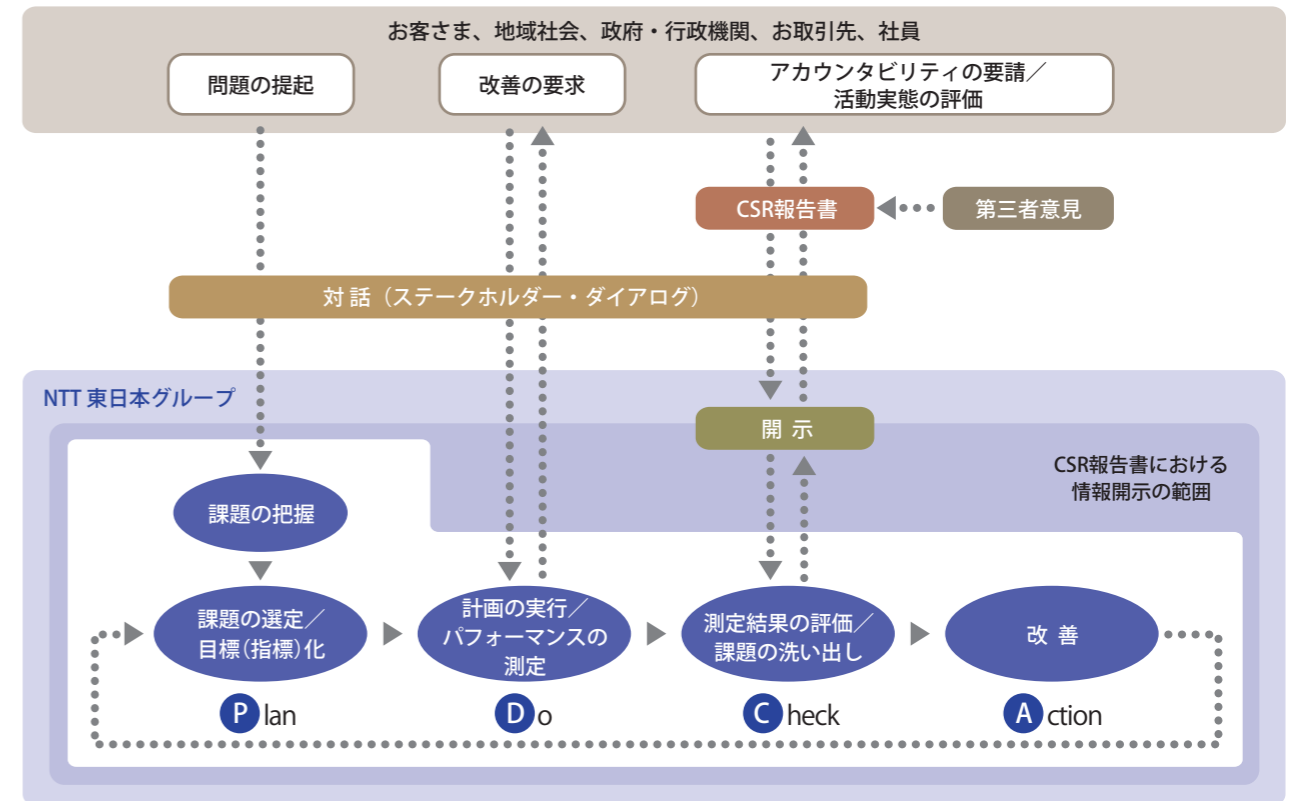 お客さま、地域社会、政府・行政機関、お取引先、社員
問題の提起
改善の要求
アカウンタビリティの要請／
活動実態の評価
CSR報告書
第三者意見
対 話（ステークホルダー・ダイアログ）
NTT 東日本グループ
開 示
CSR報告書における
情報開示の範囲
課題の把握
課題の選定／
目標（指標）化
計画の実行／
パフォーマンスの
測定
測定結果の評価／
課題の洗い出し
改 善
Plan
Do
Check
Action